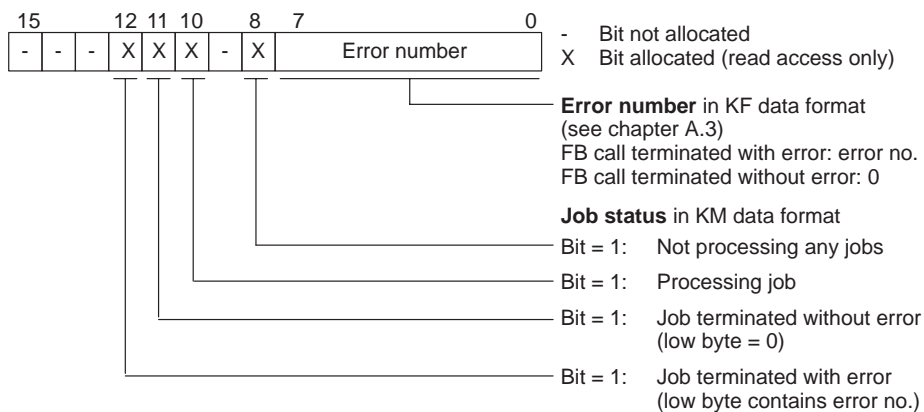 15 12 11 10 8 7 0
- - - X X X - X Error number
- Bit not allocated
X Bit allocated (read access only)
Error number in KF data format
(see chapter A.3)
FB call terminated with error: error no.
FB call terminated without error: 0
Job status in KM data format
Bit = 1: Not processing any jobs
Bit = 1: Processing job
Bit = 1: Job terminated without error
(low byte = 0)
Bit = 1: Job terminated with error
(low byte contains error no.)